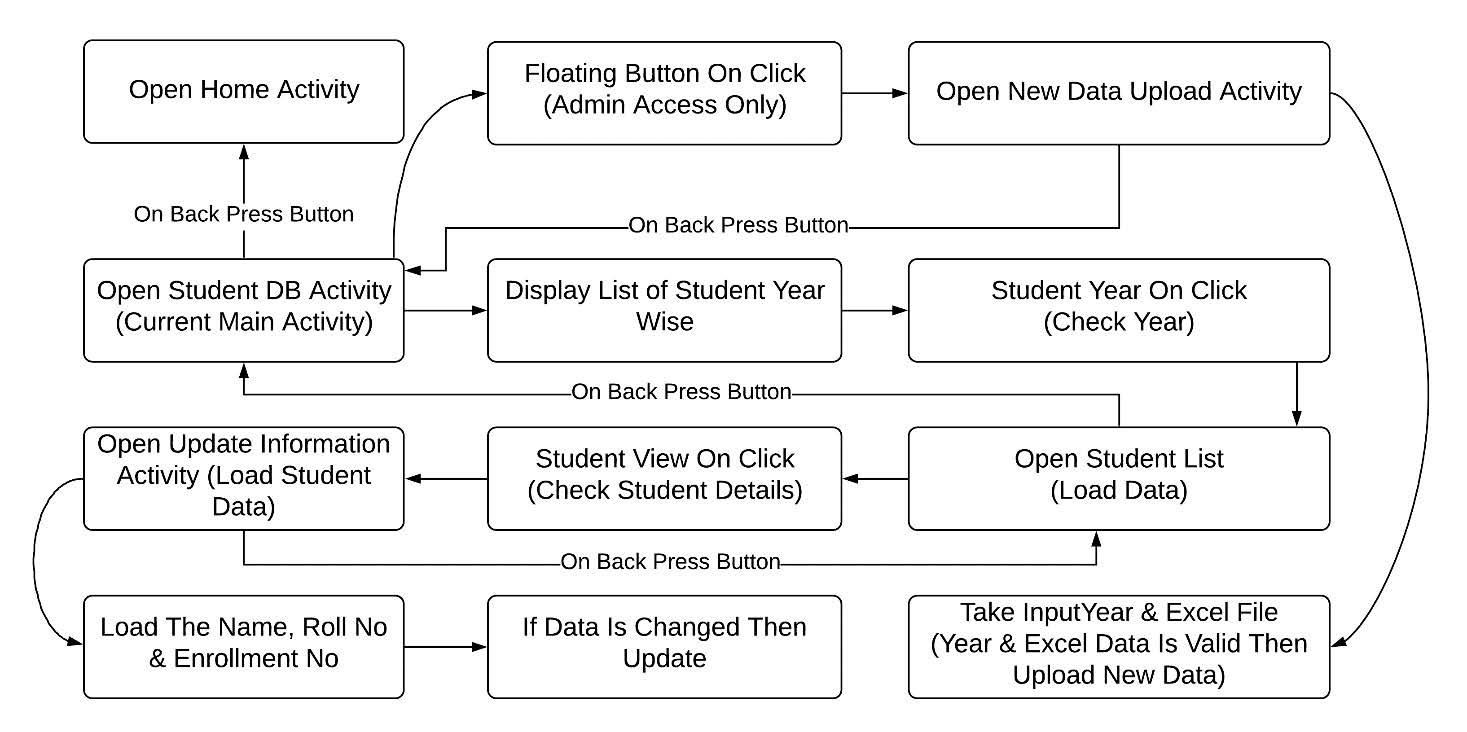 Open Home Activity
Floating Button On Click
(Admin Access Only)
Open New Data Upload Activity
On Back Press Button
On Back Press Button
Open Student DB Activity
(Current Main Activity)
Display List of Student Year
Wise
Student Year On Click
(Check Year)
On Back Press Button
Open Update Information
Activity (Load Student
Data)
Student View On Click
(Check Student Details)
Open Student List
(Load Data)
On Back Press Button
Load The Name, Roll No
& Enrollment No
If Data Is Changed Then
Update
Take InputYear & Excel File
(Year & Excel Data Is Valid Then
Upload New Data)